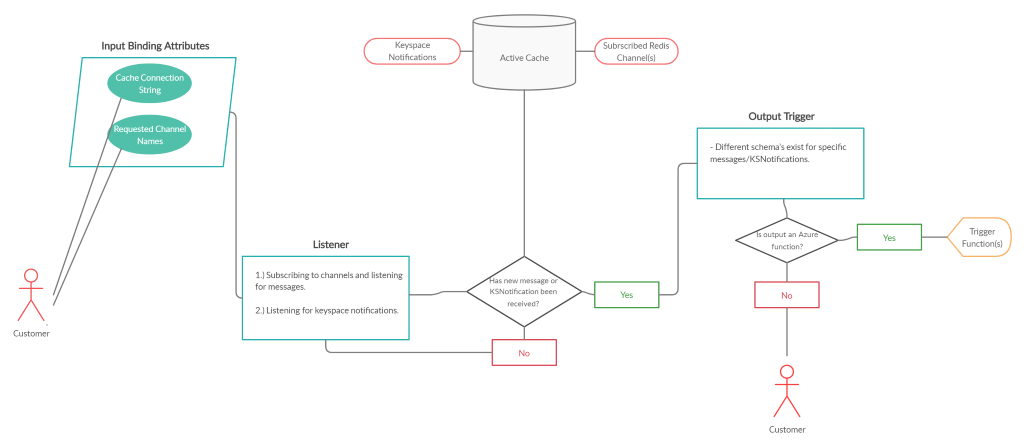 Input Binding Attributes
Cache Connection
String
Requested Channel
Names
Customer
Keyspace
Notifications
Active Cache
Subrscribed Redis
Channel(s)
Listener
1.) Subscribing to channels and listening
for messages.
2.) Listening for keyspace notifications.
Has new message or
KSNotification been
received?
Yes
No
Output Trigger
- Different schema's exist for specific
messages/KSNotifications.
Is output an Azure
function?
Yes
Trigger
Function(s)
No
Customer